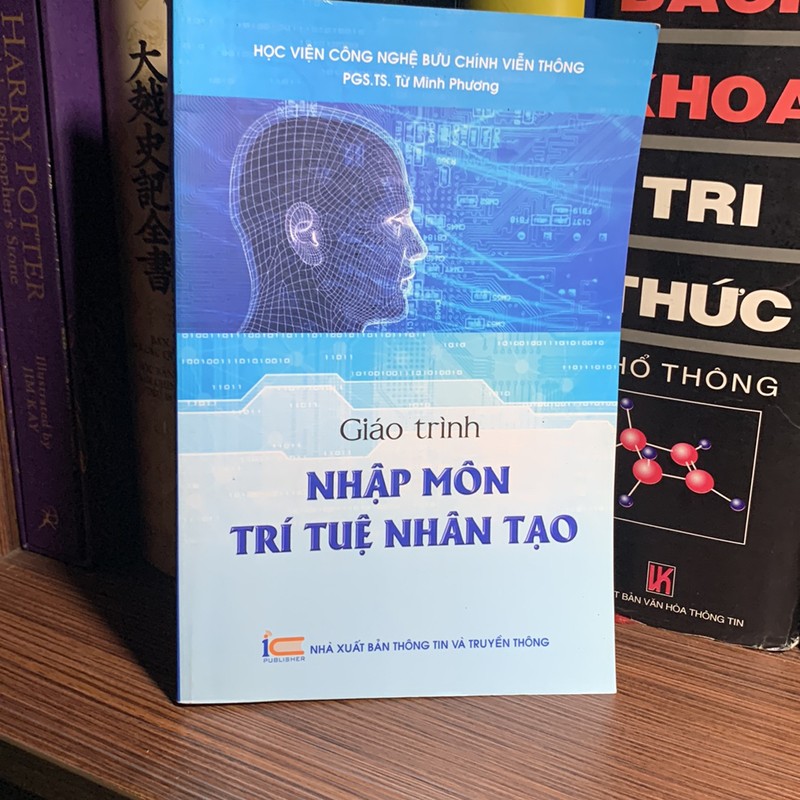 HARRY POTTER
Philosopher's Stone
Illustrated by
JIM KAY
大越史記全書
HỌC VIỆN CÔNG NGHỆ BƯU CHÍNH VIỄN THÔNG
PGS.TS. Từ Minh Phương
Giáo trình
NHẬP MÔN
TRÍ TUỆ NHÂN TẠO
PUBLISHER
NHÀ XUẤT BẢN THÔNG TIN VÀ TRUYỀN THÔNG
KHOA
TRI
THỨC
HỔ THÔNG
T BẢN VĂN HÓA THÔNG TIN